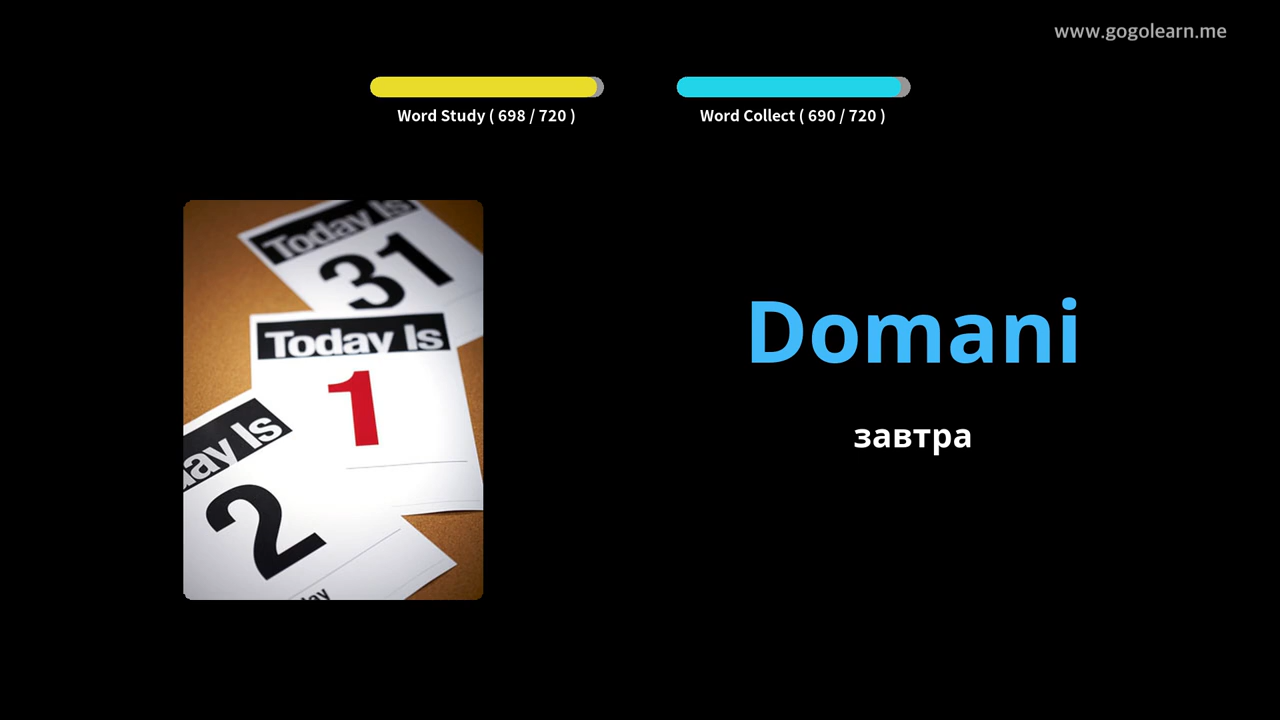 www.gogolearn.me
Word Study ( 698 / 720 )
Word Collect ( 690 / 720 )
Today Is
31
Today Is
1
day Is
2
Domani
завтра